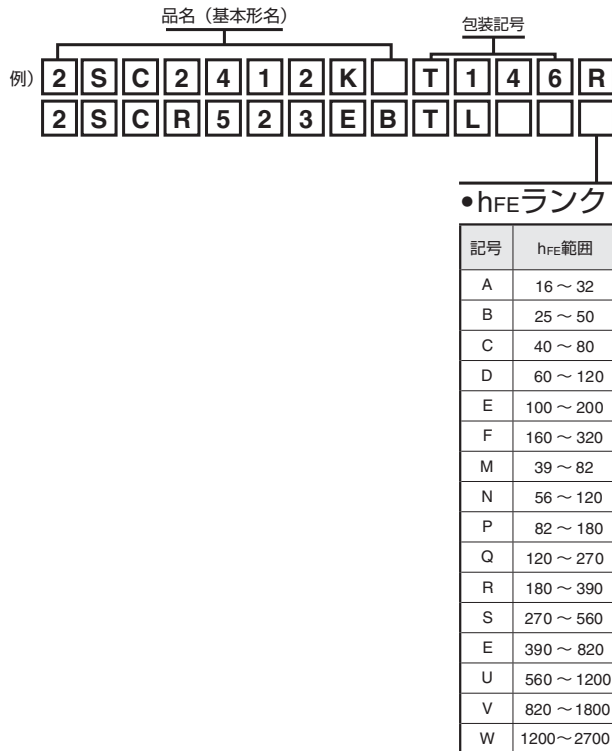 品名（基本形名）
包装記号
例） 2SC2412K T146R
2SCR523EBTL
•hFEランク
記号 hFE範囲
A 16～32
B 25～50
C 40～80
D 60～120
E 100～200
F 160～320
M 39～82
N 56～120
P 82～180
Q 120～270
R 180～390
S 270～560
E 390～820
U 560～1200
V 820～1800
W 1200～2700